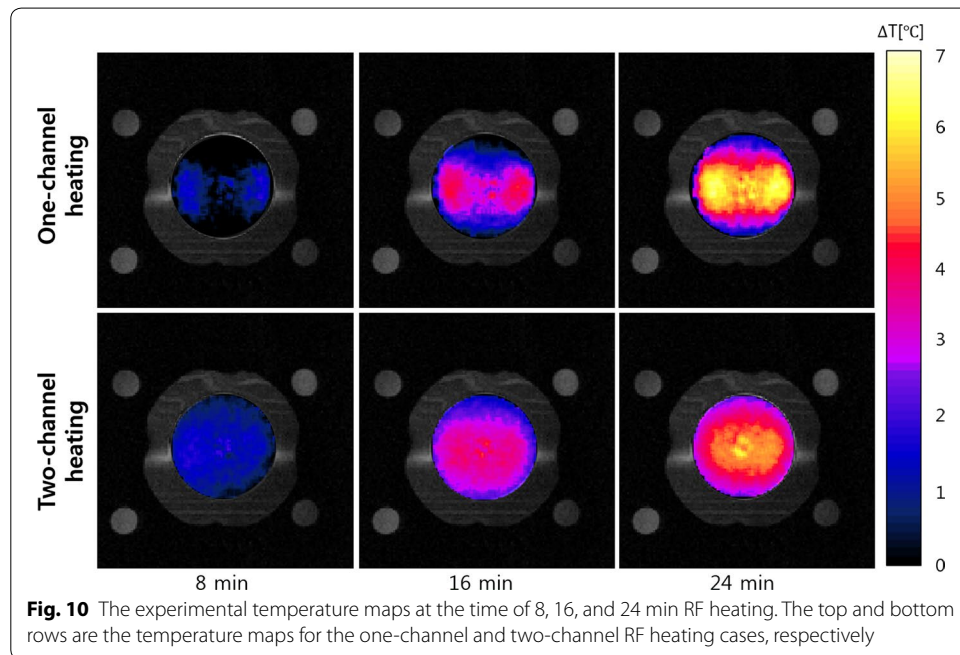 ΔT[°C]
One-channel
heating
7
6
5
4
3
2
1
0
Two-channel
heating
8 min
16 min
24 min
Fig. 10 The experimental temperature maps at the time of 8, 16, and 24 min RF heating. The top and bottom
rows are the temperature maps for the one-channel and two-channel RF heating cases, respectively